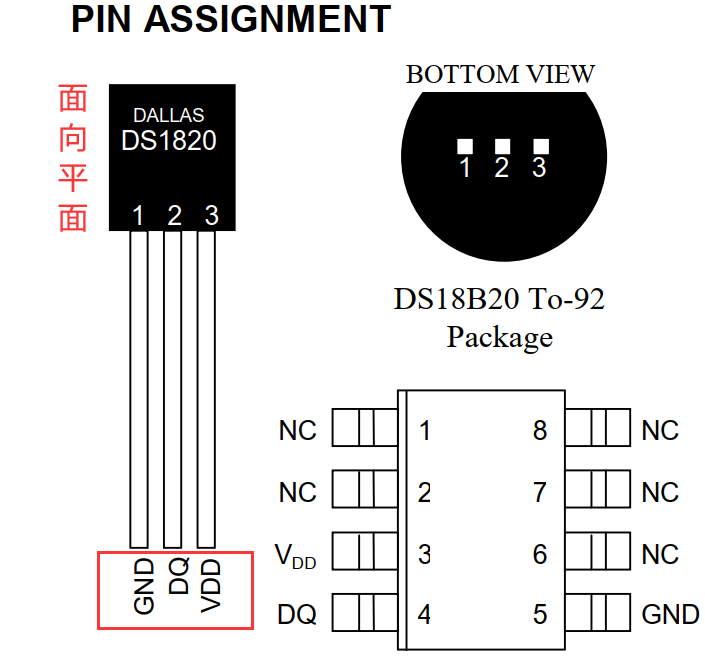 PIN ASSIGNMENT
面向平面
DALLAS
DS1820
1 2 3
GND DQ VDD
BOTTOM VIEW
1 2 3
DS18B20 To-92
Package
NC 1 8 NC
NC 2 7 NC
VDD 3 6 NC
DQ 4 5 GND